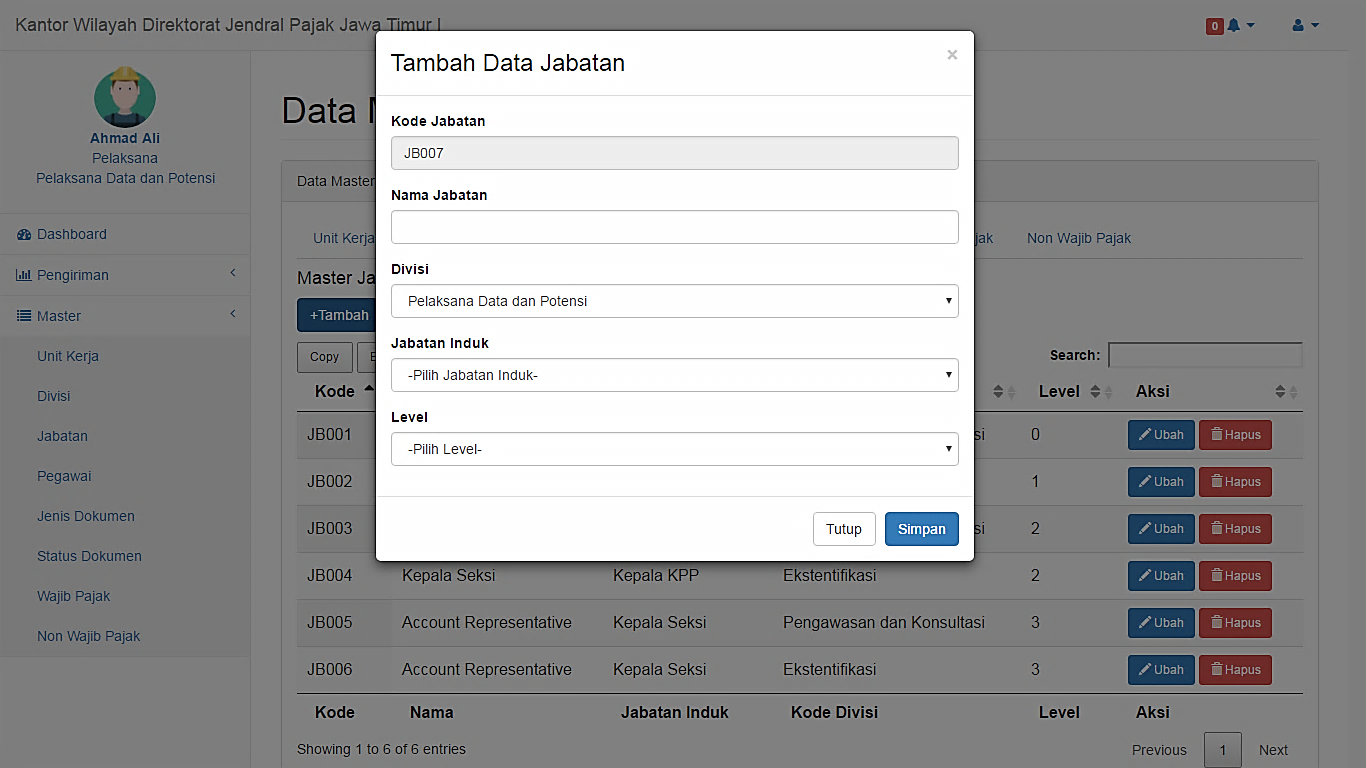 Kantor Wilayah Direktorat Jendral Pajak Jawa Timur I
0
Ahmad Ali
Pelaksana
Pelaksana Data dan Potensi
Dashboard
Pengiriman
Master
Unit Kerja
Divisi
Jabatan
Pegawai
Jenis Dokumen
Status Dokumen
Wajib Pajak
Non Wajib Pajak
Data
Data Master
Unit Kerja
Non Wajib Pajak
Master
+Tambah
Copy
Search:
Tambah Data Jabatan
×
Kode Jabatan
JB007
Nama Jabatan
Divisi
Pelaksana Data dan Potensi
Jabatan Induk
-Pilih Jabatan Induk-
Level
-Pilih Level-
Tutup Simpan
Kode Level Aksi
JB001 0 Ubah Hapus
JB002 1 Ubah Hapus
JB003 2 Ubah Hapus
JB004 Kepala Seksi Kepala KPP Ekstentifikasi 2 Ubah Hapus
JB005 Account Representative Kepala Seksi Pengawasan dan Konsultasi 3 Ubah Hapus
JB006 Account Representative Kepala Seksi Ekstentifikasi 3 Ubah Hapus
Kode Nama Jabatan Induk Kode Divisi Level Aksi
Showing 1 to 6 of 6 entries
Previous 1 Next